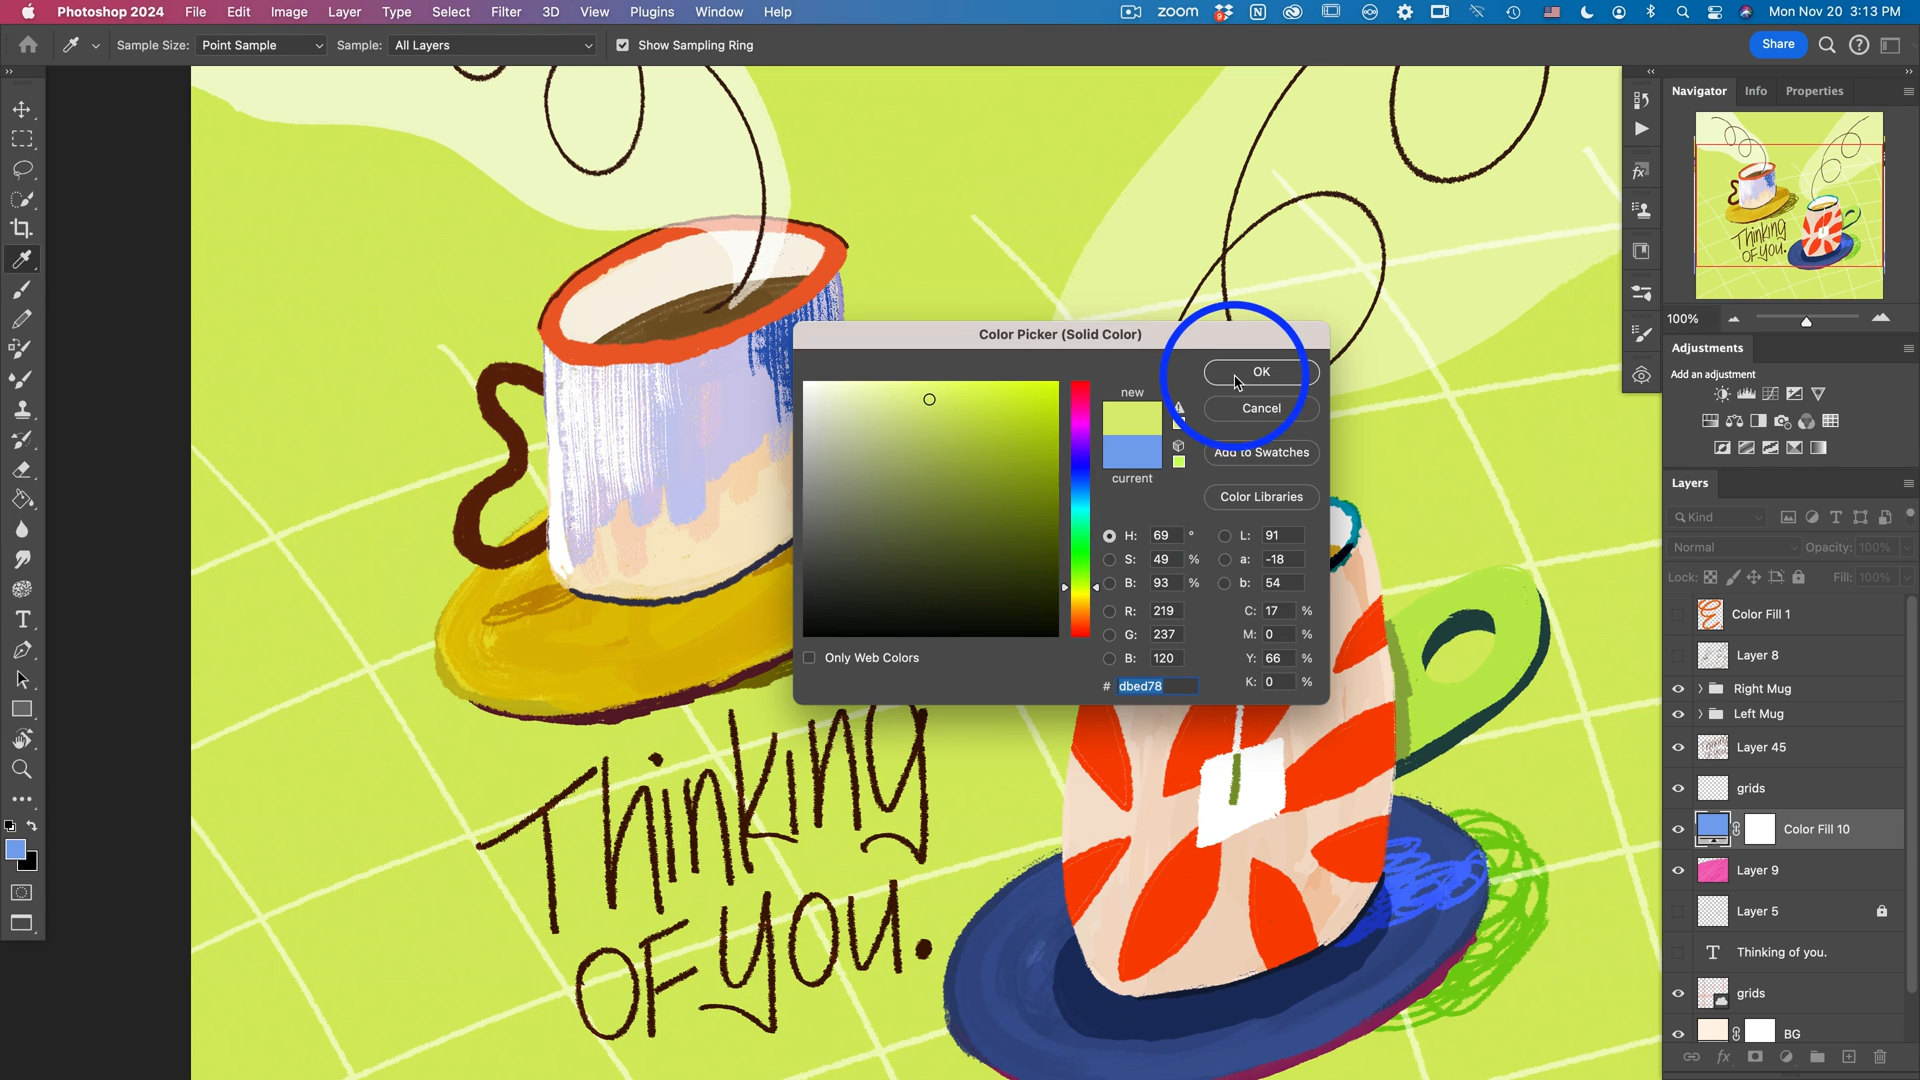 Photoshop 2024 File Edit Image Layer Type Select Filter 3D View Plugins Window Help zoom 9 Mon Nov 20 3:13 PM
Sample Size: Point Sample Sample: All Layers Show Sampling Ring Share
Navigator Info Properties
100%
Adjustments
Add an adjustment
Layers
Kind
Normal Opacity: 100%
Lock: Fill: 100%
Color Fill 1
Layer 8
Right Mug
Left Mug
Layer 45
grids
Color Fill 10
Layer 9
Layer 5
Thinking of you.
grids
BG
Color Picker (Solid Color)
new
current
OK
Cancel
Add to Swatches
Color Libraries
H: 69 ° L: 91
S: 49 % a: -18
B: 93 % b: 54
R: 219 C: 17 %
G: 237 M: 0 %
B: 120 Y: 66 %
# dbed78 K: 0 %
Only Web Colors
Thinking
OF YOU.